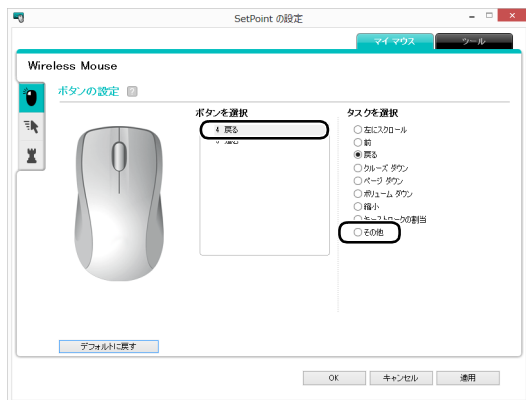 SetPoint の設定
マイ マウス
ツール
Wireless Mouse
ボタンの設定 ?
ボタンを選択
4 戻る
タスクを選択
左にスクロール
前
戻る
クルーズ ダウン
ページ ダウン
ボリューム ダウン
縮小
キーストロークの割当
その他
デフォルトに戻す
OK
キャンセル
適用